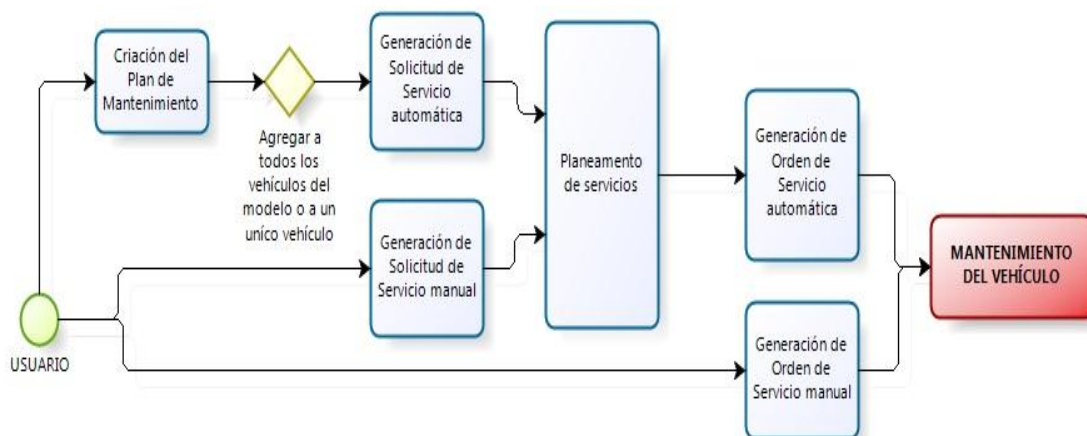 Criación del
Plan de
Mantenimiento
Agregar a
todos los
vehículos del
modelo o a un
uníco vehículo
Generación de
Solicitud de
Servicio
automática
Generación de
Solicitud de
Servicio manual
Planeamento
de servicios
Generación de
Orden de
Servicio
automática
Generación de
Orden de
Servicio manual
MANTENIMIENTO
DEL VEHÍCULO
USUARIO